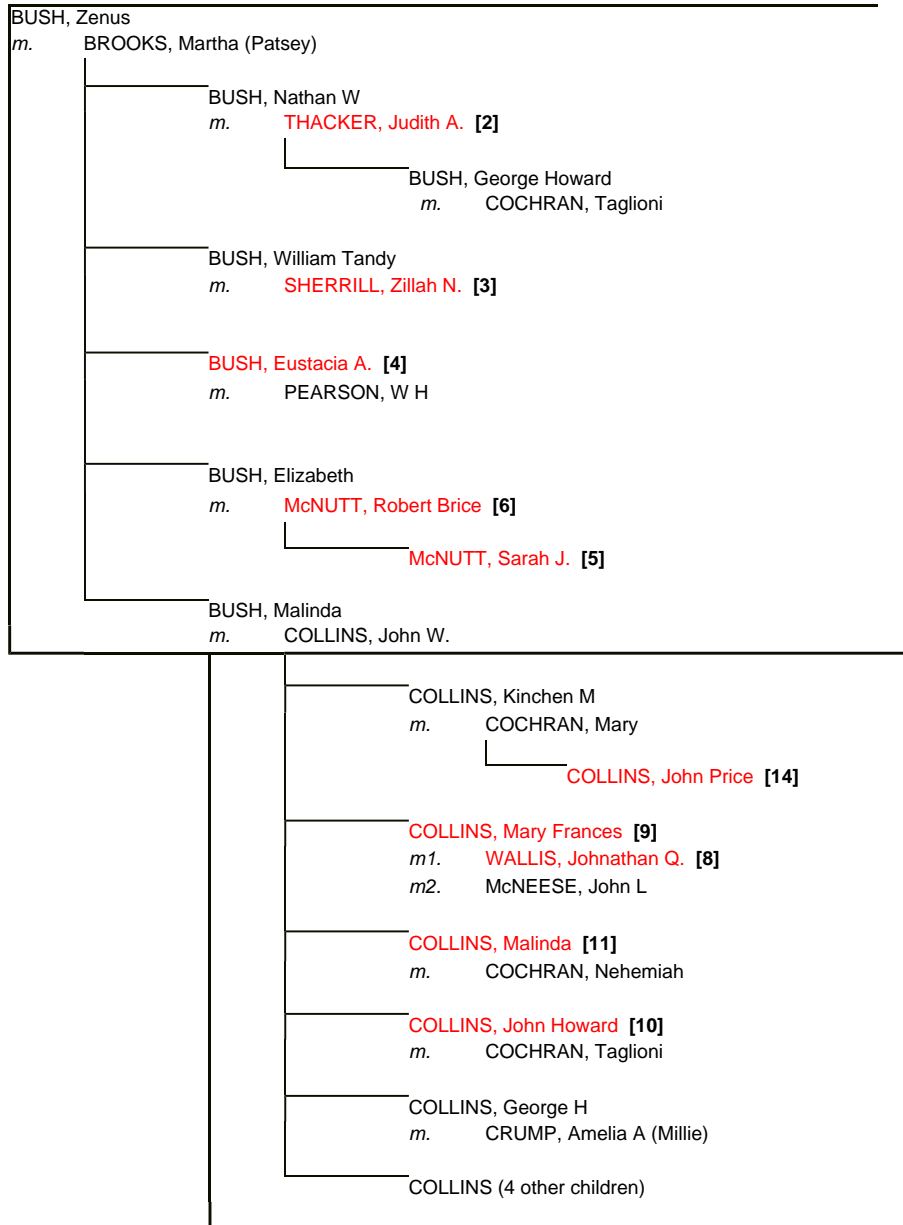 BUSH, Zenus
m. BROOKS, Martha (Patsey)
BUSH, Nathan W
m. THACKER, Judith A. [2]
BUSH, George Howard
m. COCHRAN, Taglioni
BUSH, William Tandy
m. SHERRILL, Zillah N. [3]
BUSH, Eustacia A. [4]
m. PEARSON, W H
BUSH, Elizabeth
m. McNUTT, Robert Brice [6]
McNUTT, Sarah J. [5]
BUSH, Malinda
m. COLLINS, John W.
COLLINS, Kinchen M
m. COCHRAN, Mary
COLLINS, John Price [14]
COLLINS, Mary Frances [9]
m1. WALLIS, Johnathan Q. [8]
m2. McNEESE, John L
COLLINS, Malinda [11]
m. COCHRAN, Nehemiah
COLLINS, John Howard [10]
m. COCHRAN, Taglioni
COLLINS, George H
m. CRUMP, Amelia A (Millie)
COLLINS (4 other children)